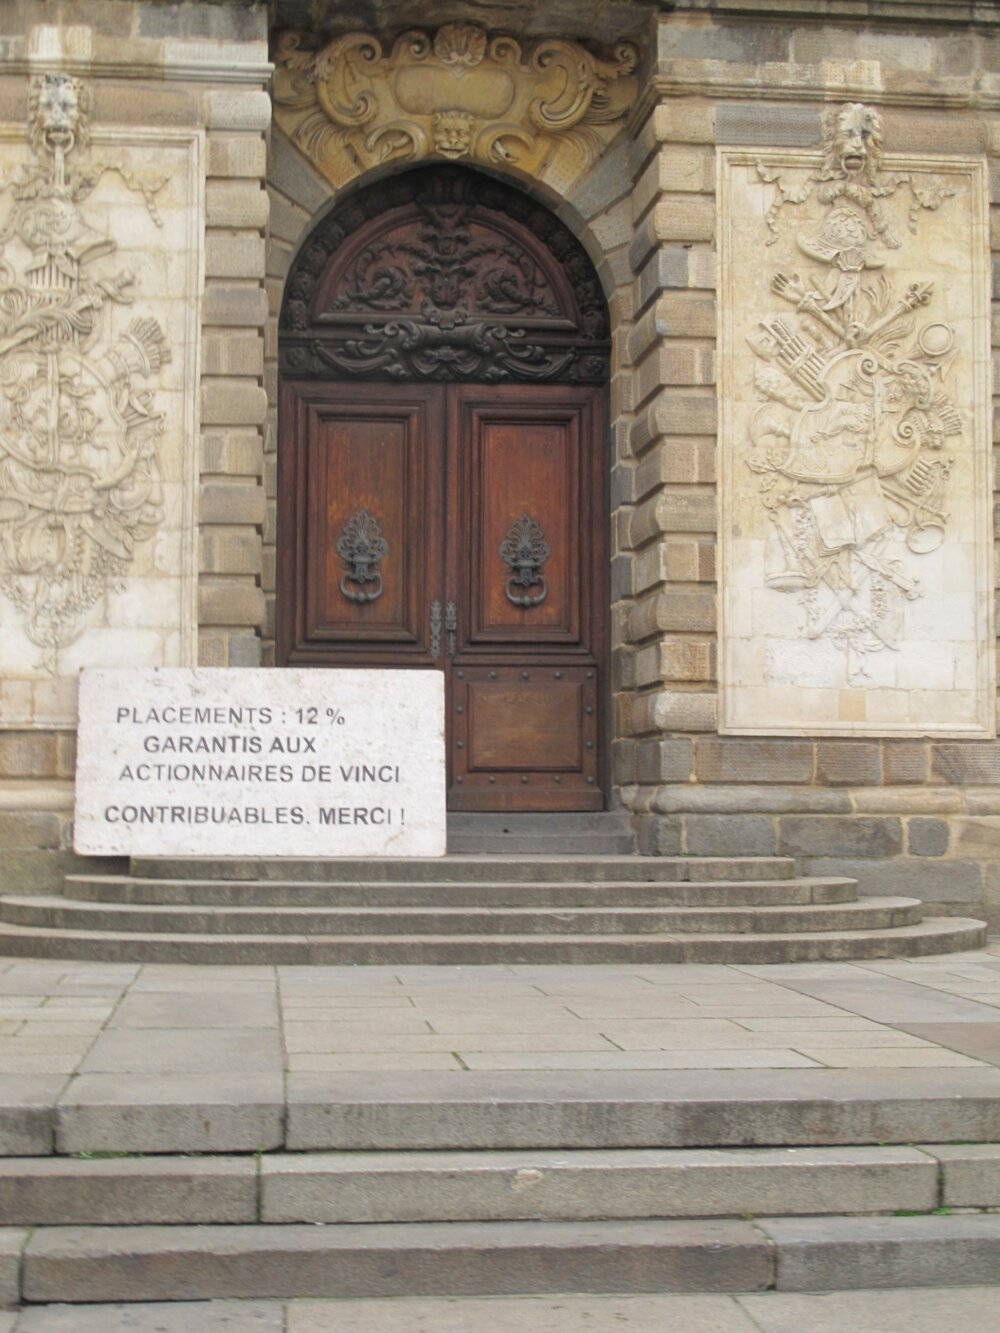 PLACEMENTS : 12 %
GARANTIS AUX
ACTIONNAIRES DE VINCI
CONTRIBUABLES, MERCI !